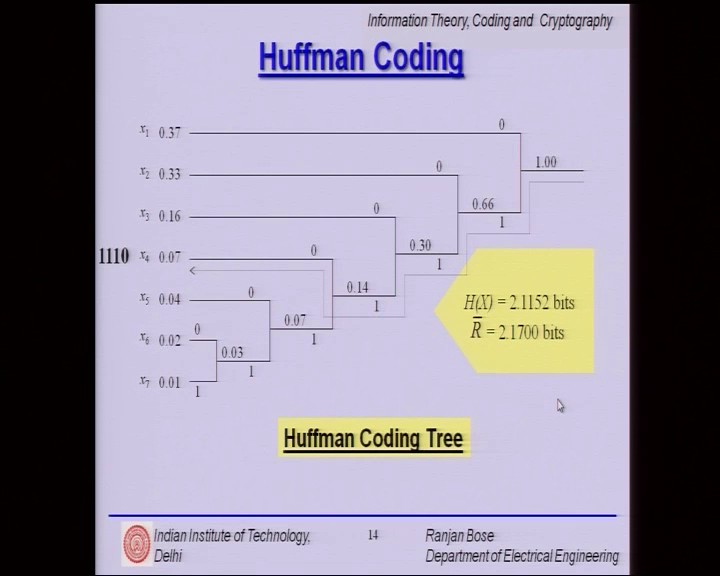 Information Theory, Coding and Cryptography
Huffman Coding
x1 0.37 0
1.00
x2 0.33 0
0.66
1
x3 0.16 0
0.30
1
1110 x4 0.07 0
0.14
1
x5 0.04 0
0.07
1
x6 0.02 0
0.03
1
x7 0.01 1
H(X) = 2.1152 bits
R̅ = 2.1700 bits
Huffman Coding Tree
Indian Institute of Technology,
Delhi
14
Ranjan Bose
Department of Electrical Engineering